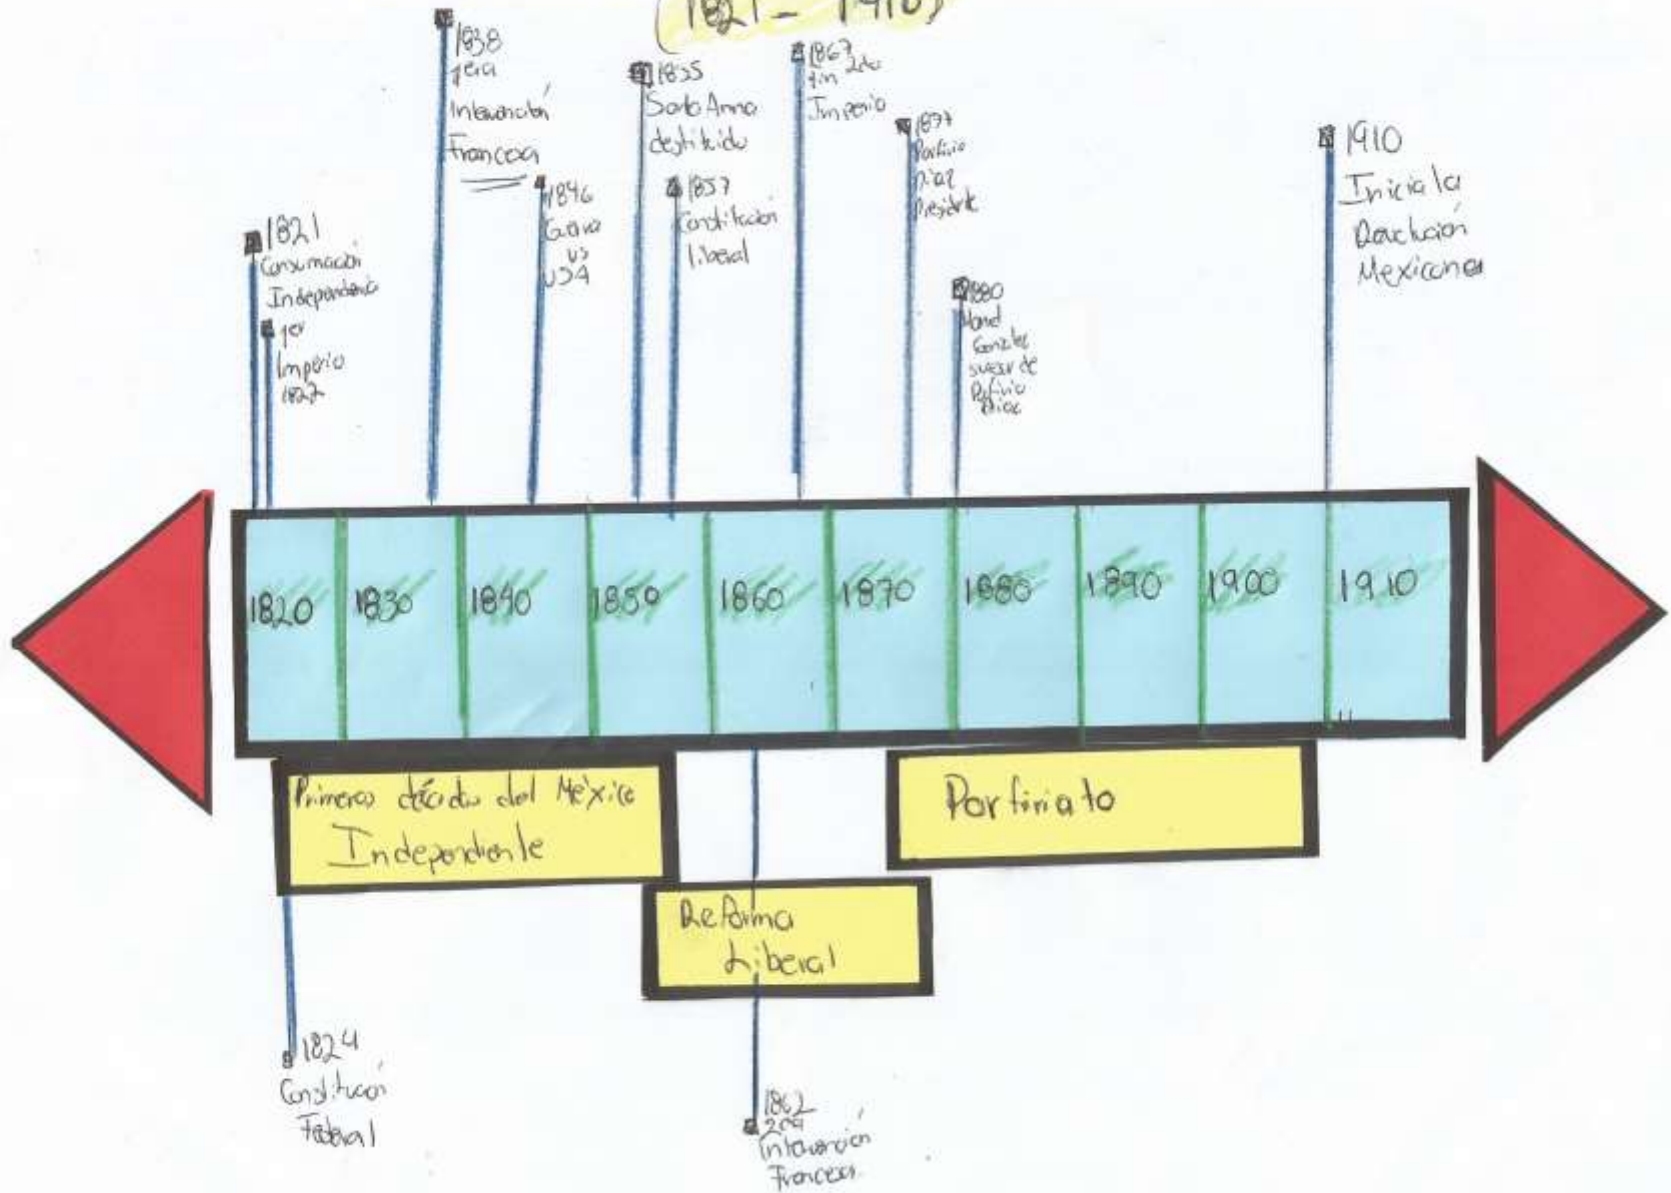 (1821 - 1910)
1838
1era
Intervención
Francesa
1855
Santa Anna
destituido
1867
fin 2do
Imperio
1877
Porfirio
Díaz
Presidente
1910
Inicia la
Revolución
Mexicana
1846
Guerra
vs
USA
1857
Constitución
liberal
1821
Consumación
Independencia
1er
Imperio
1822
1880
Manuel
González
sucesor de
Porfirio
Díaz
1820 1830 1840 1850 1860 1870 1880 1890 1900 1910
Primeras décadas del México
Independiente
Porfiriato
Reforma
Liberal
1824
Constitución
Federal
1862
2da
Intervención
Francesa